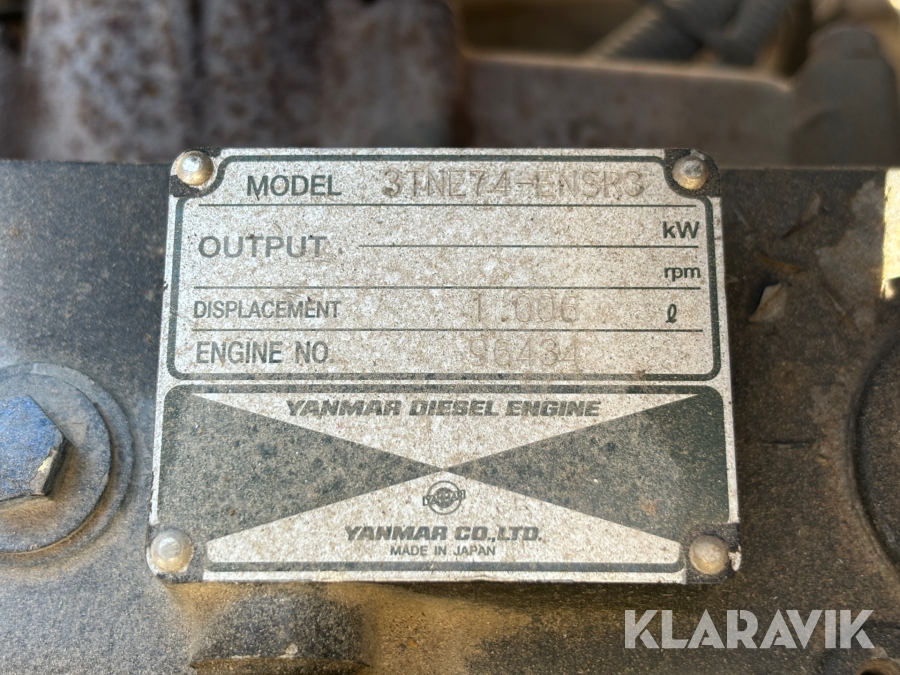 MODEL 3TNE74-ENSR3
OUTPUT kW
rpm
DISPLACEMENT 1.006 ℓ
ENGINE NO 96434
YANMAR DIESEL ENGINE
YANMAR CO.,LTD.
MADE IN JAPAN
KLARAVIK